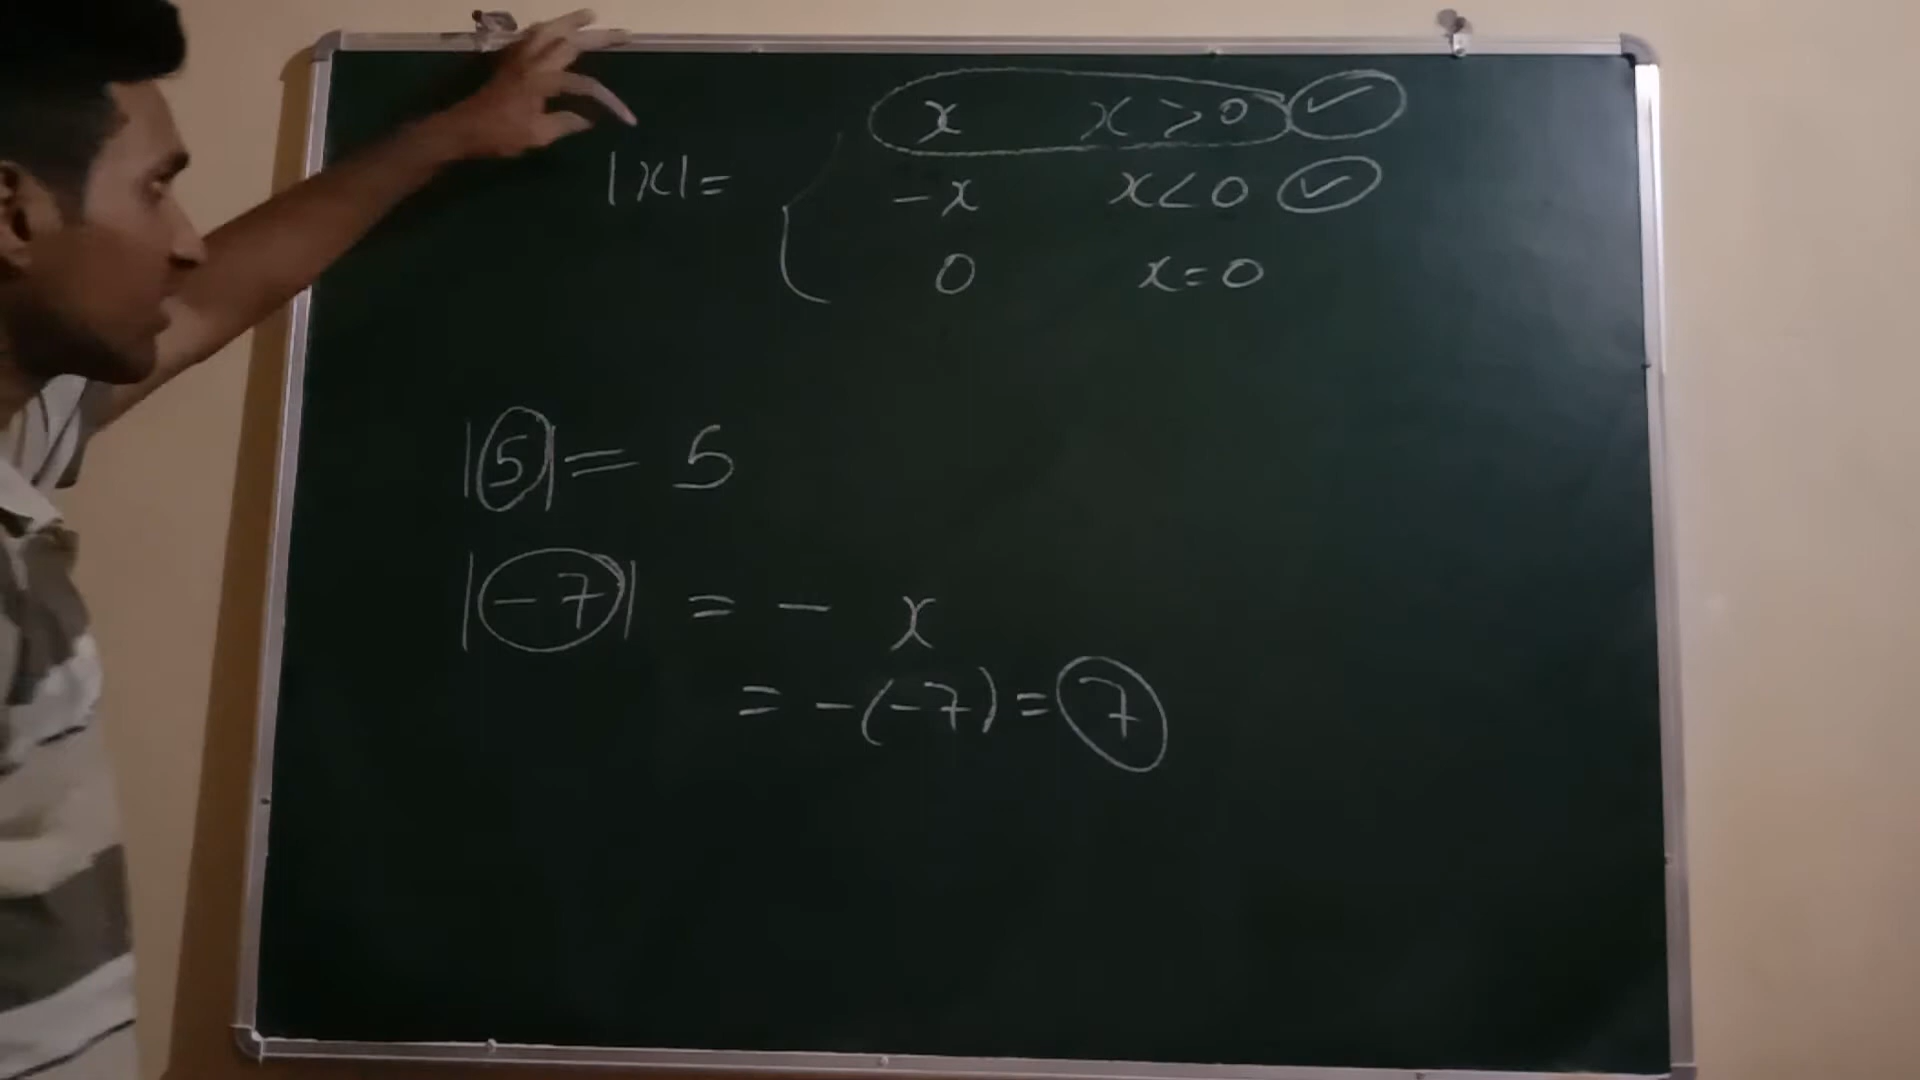 x x > 0 ✓
|x| = { -x x < 0 ✓
0 x = 0
|5| = 5
|-7| = - x
= -(-7) = 7